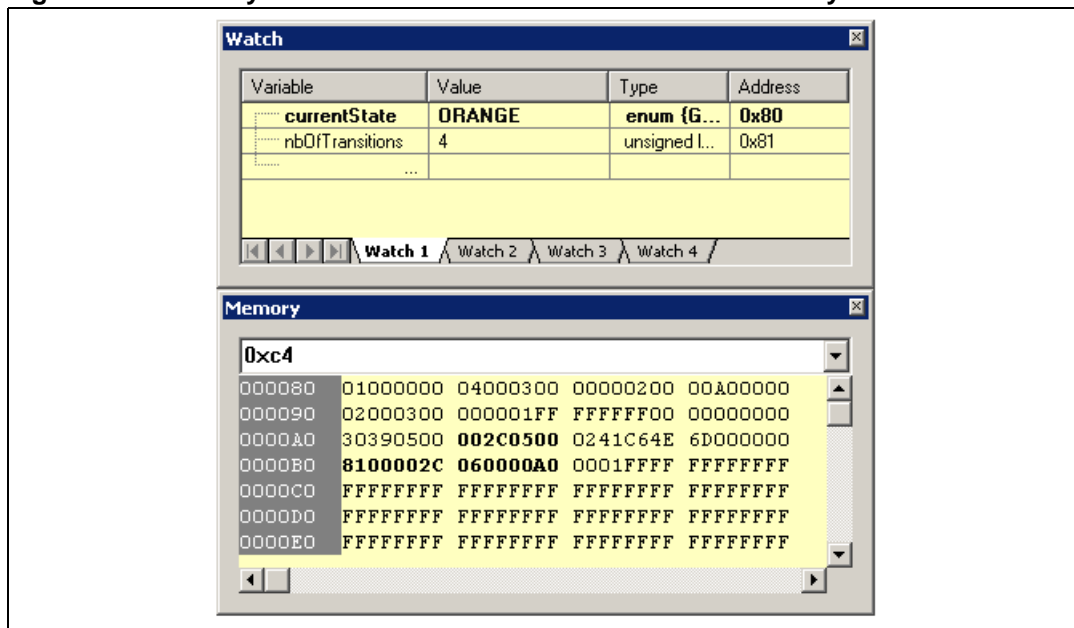 Watch
Variable Value Type Address
currentState ORANGE enum {G... 0x80
nbOfTransitions 4 unsigned l... 0x81
...
Watch 1 Watch 2 Watch 3 Watch 4
Memory
0xc4
000080 01000000 04000300 00000200 00A00000
000090 02000300 000001FF FFFFFF00 00000000
0000A0 30390500 002C0500 0241C64E 6D000000
0000B0 8100002C 060000A0 0001FFFF FFFFFFFF
0000C0 FFFFFFFF FFFFFFFF FFFFFFFF FFFFFFFF
0000D0 FFFFFFFF FFFFFFFF FFFFFFFF FFFFFFFF
0000E0 FFFFFFFF FFFFFFFF FFFFFFFF FFFFFFFF